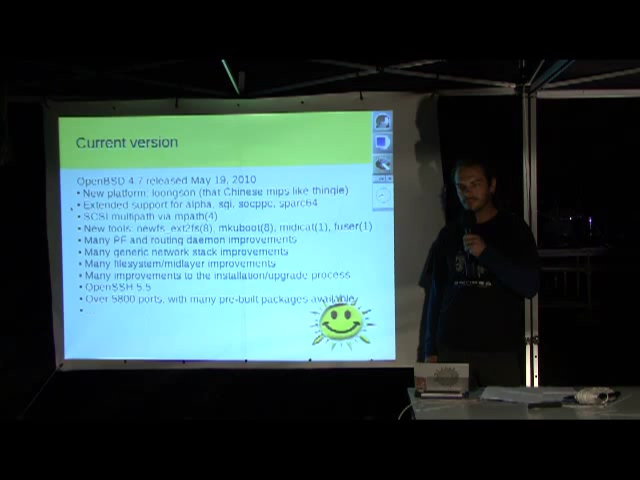 Current version
OpenBSD 4.7 released May 19, 2010
• New platform: loongson (that Chinese mips like thingie)
• Extended support for alpha, sgi, socppc, sparc64
• SCSI multipath via mpath(4)
• New tools: newfs_ext2fs(8), mkuboot(8), midicat(1), fuser(1)
• Many PF and routing daemon improvements
• Many generic network stack improvements
• Many filesystem/midlayer improvements
• Many improvements to the installation/upgrade process
• OpenSSH 5.5
• Over 5800 ports, with many pre-built packages available
•